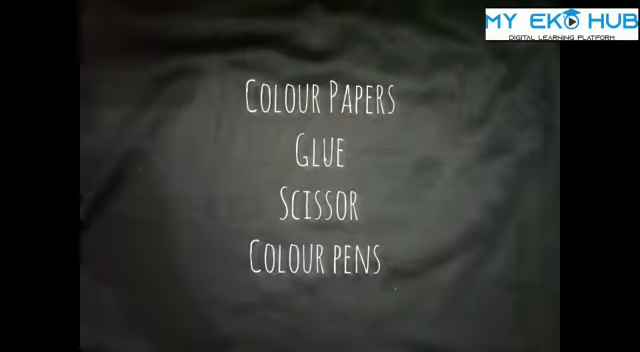 MY EKO HUB
DIGITAL LEARNING PLATFORM
COLOUR PAPERS
GLUE
SCISSOR
COLOUR PENS